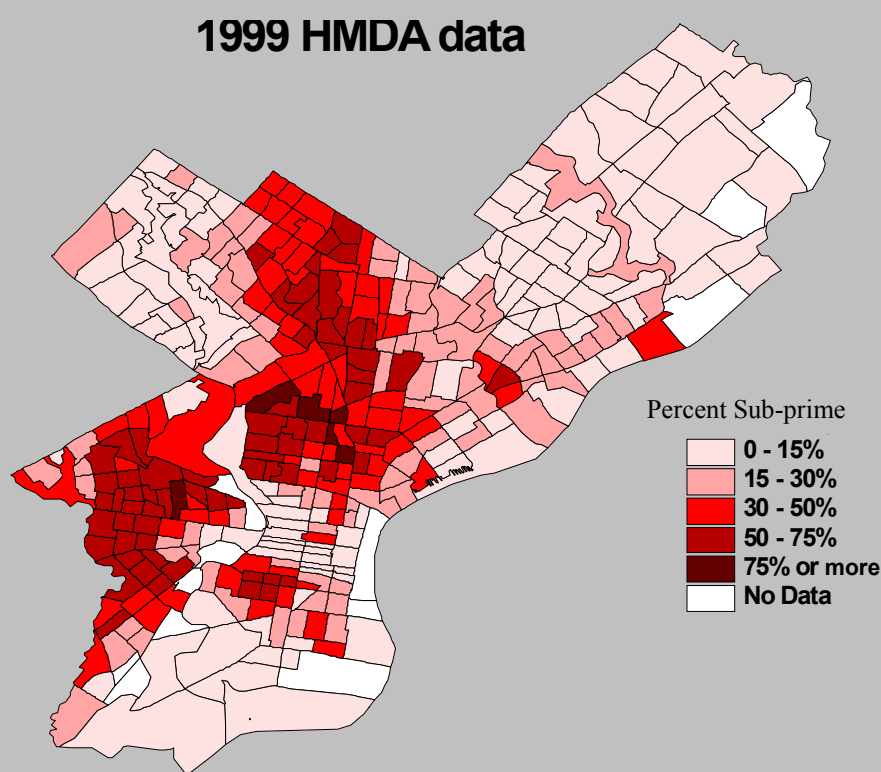 1999 HMDA data
Percent Sub-prime
0 - 15%
15 - 30%
30 - 50%
50 - 75%
75% or more
No Data